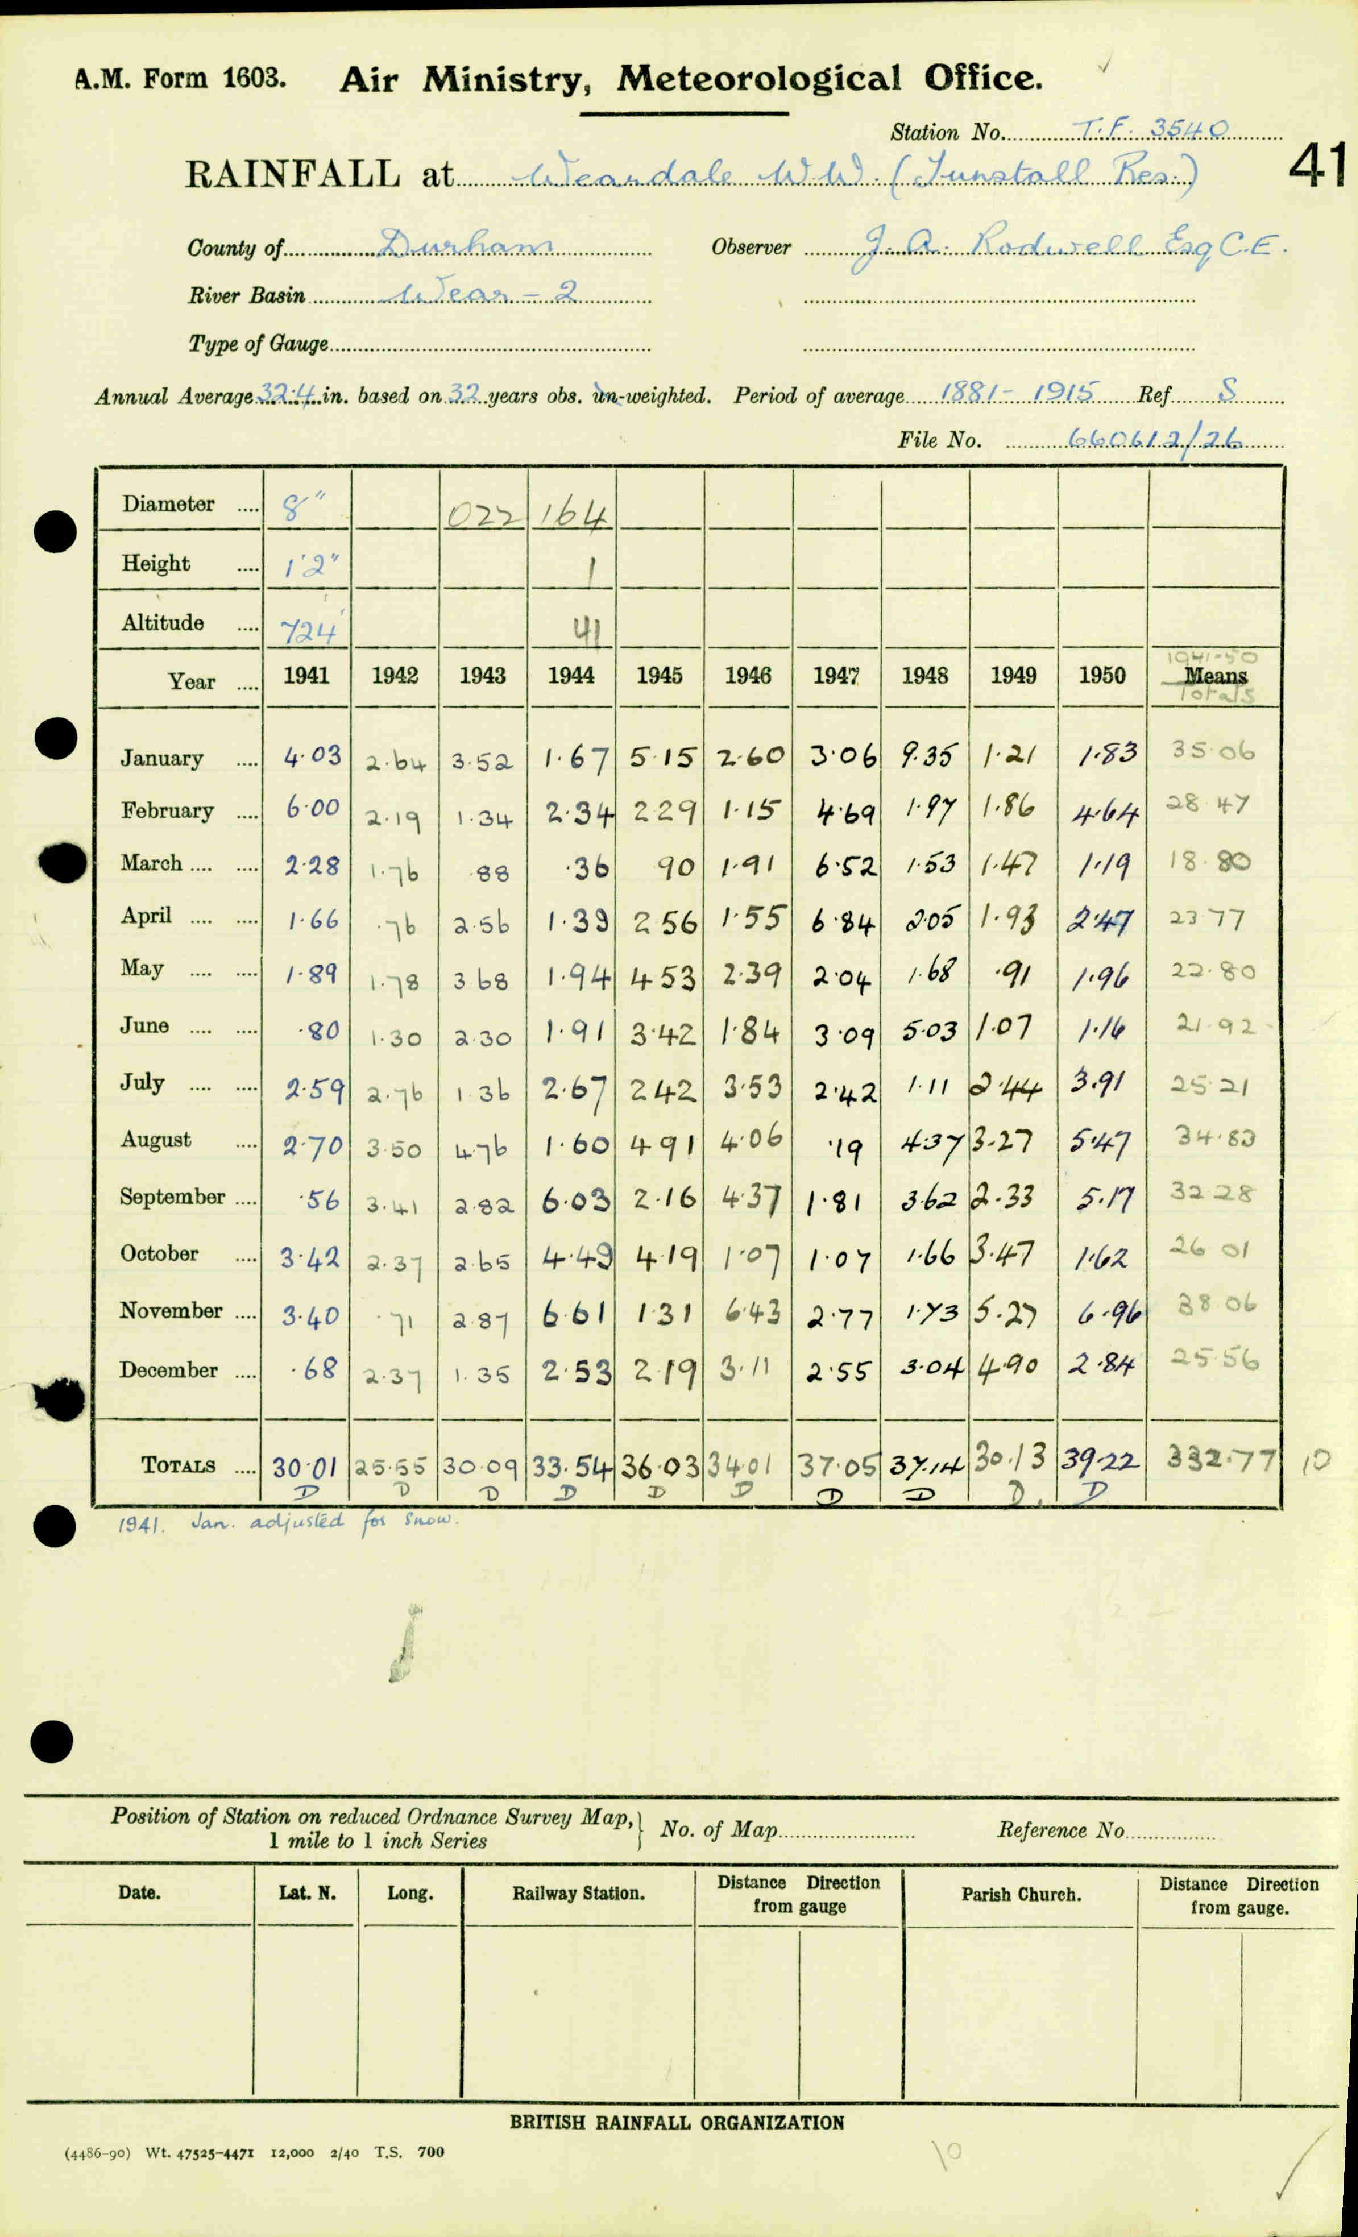 A.M. Form 1603. Air Ministry, Meteorological Office.
Station No. T.F. 3540
RAINFALL at Weardale W.W. (Tunstall Res.) 41
County of Durham Observer J. A. Rodwell Esq C.E.
River Basin Wear - 2
Type of Gauge
Annual Average 32.4 in. based on 32 years obs. un-weighted. Period of average 1881 - 1915 Ref S
File No. 660612/26
Diameter .... 8" 022 164
Height .... 1'2" 1
Altitude .... 724' 41
1941-50
Year .... 1941 1942 1943 1944 1945 1946 1947 1948 1949 1950 Means
Totals
January .... 4.03 2.64 3.52 1.67 5.15 2.60 3.06 9.35 1.21 1.83 35.06
February .... 6.00 2.19 1.34 2.34 2 29 1.15 4.69 1.97 1.86 4.64 28.47
March .... .... 2.28 1.76 .88 .36 90 1.91 6.52 1.53 1.47 1.19 18.80
April .... .... 1.66 .76 2.56 1.39 2 56 1.55 6.84 2.05 1.93 2.47 23.77
May .... .... 1.89 1.78 3 68 1.94 4 53 2.39 2.04 1.68 .91 1.96 22.80
June .... .... .80 1.30 2.30 1.91 3.42 1.84 3.09 5.03 1.07 1.16 21.92
July .... .... 2.59 2.76 1 36 2.67 2 42 3.53 2.42 1.11 2.44 3.91 25.21
August .... 2.70 3.50 4.76 1.60 4 91 4.06 .19 4.37 3.27 5.47 34.83
September .... .56 3.41 2.82 6.03 2.16 4.37 1.81 3.62 2.33 5.17 32 28
October .... 3.42 2.37 2.65 4.49 4 19 1.07 1.07 1.66 3.47 1.62 26 01
November .... 3.40 .71 2.87 6.61 1 31 6.43 2.77 1.73 5.27 6.96 38 06
December .... .68 2.37 1.35 2.53 2.19 3.11 2.55 3.04 4.90 2.84 25.56
TOTALS .... 30.01 25.55 30.09 33.54 36.03 34.01 37.05 37.14 30.13 39.22 332.77 10
D D D D D D D D D. D
1941. Jan. adjusted for snow.
Position of Station on reduced Ordnance Survey Map, } No. of Map Reference No
1 mile to 1 inch Series
Date. Lat. N. Long. Railway Station. Distance Direction from gauge Parish Church. Distance Direction from gauge.
BRITISH RAINFALL ORGANIZATION
(4486-90) Wt. 47525-4471 12,000 2/40 T.S. 700 10